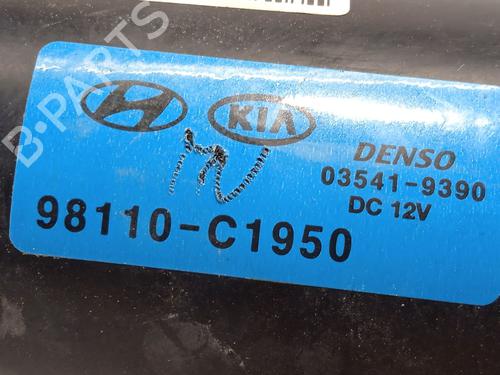 KIA
DENSO
03541-9390
DC 12V
98110-C1950
B-PARTS